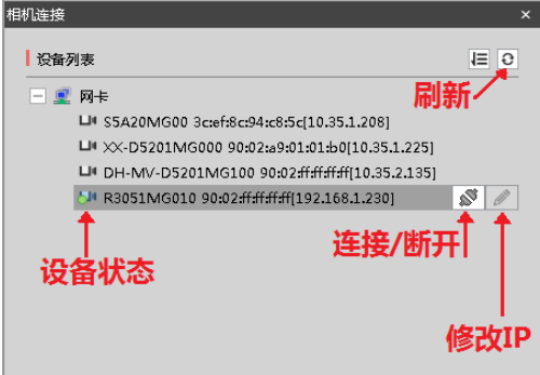 相机连接
设备列表
刷新
网卡
S5A20MG00 3c:ef:8c:94:c8:5c[10.35.1.208]
XX-D5201MG000 90:02:a9:01:01:b0[10.35.1.225]
DH-MV-D5201MG100 90:02:ff:ff:ff:ff[10.35.2.135]
R3051MG010 90:02:ff:ff:ff:ff[192.168.1.230]
连接/断开
设备状态
修改IP